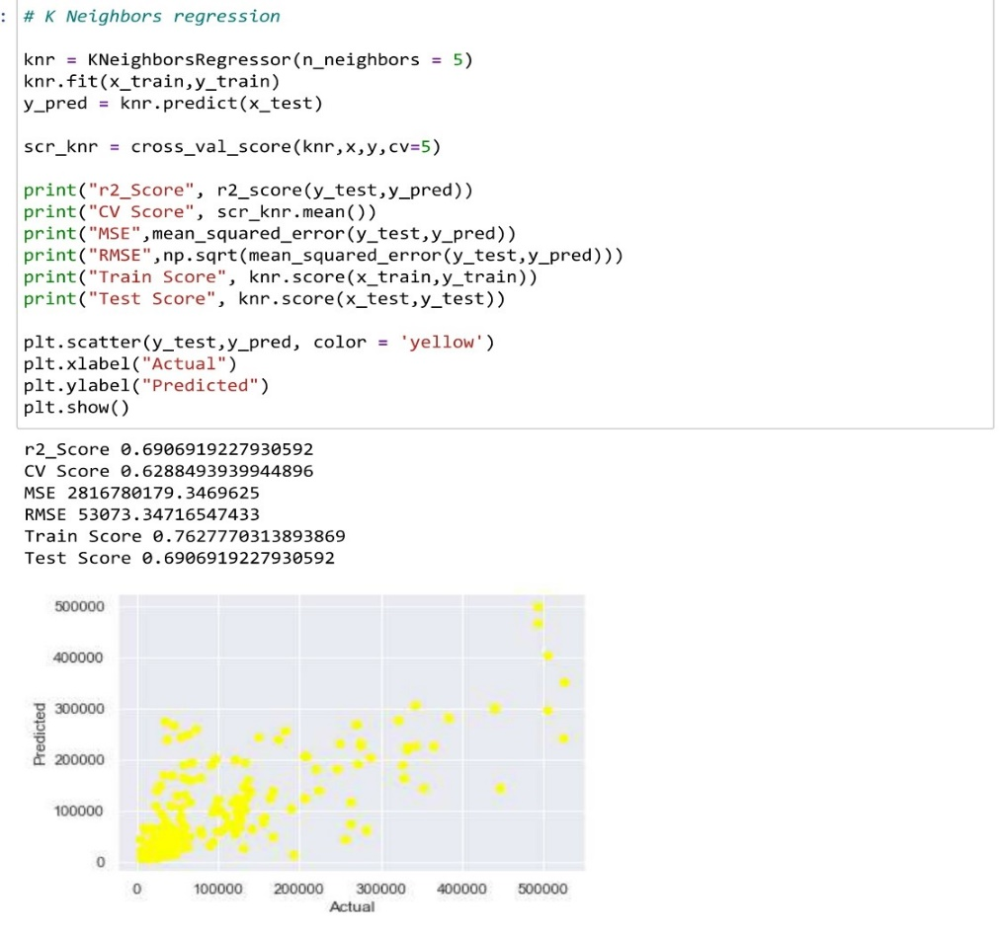 :
# K Neighbors regression
knr = KNeighborsRegressor(n_neighbors = 5)
knr.fit(x_train,y_train)
y_pred = knr.predict(x_test)
scr_knr = cross_val_score(knr,x,y,cv=5)
print("r2_Score", r2_score(y_test,y_pred))
print("CV Score", scr_knr.mean())
print("MSE",mean_squared_error(y_test,y_pred))
print("RMSE",np.sqrt(mean_squared_error(y_test,y_pred)))
print("Train Score", knr.score(x_train,y_train))
print("Test Score", knr.score(x_test,y_test))
plt.scatter(y_test,y_pred, color = 'yellow')
plt.xlabel("Actual")
plt.ylabel("Predicted")
plt.show()
r2_Score 0.6906919227930592
CV Score 0.6288493939944896
MSE 2816780179.3469625
RMSE 53073.34716547433
Train Score 0.7627770313893869
Test Score 0.6906919227930592
500000
400000
300000
200000
100000
0
Predicted
0 100000 200000 300000 400000 500000
Actual